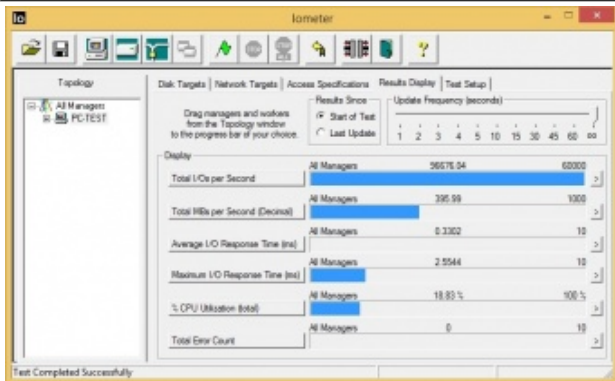 Io
Iometer
Topology
All Managers
PC-TEST
Disk Targets
Network Targets
Access Specifications
Results Display
Test Setup
Drag managers and workers
from the Topology window
to the progress bar of your choice.
Results Since
Start of Test
Last Update
Update Frequency (seconds)
1 2 3 4 5 10 15 30 45 60 oo
Display
Total I/Os per Second
All Managers 96676.04 60000
Total MBs per Second (Decimal)
All Managers 395.99 1000
Average I/O Response Time (ms)
All Managers 0.3302 10
Maximum I/O Response Time (ms)
All Managers 2.5544 10
% CPU Utilization (total)
All Managers 18.83 % 100 %
Total Error Count
All Managers 0 10
Test Completed Successfully